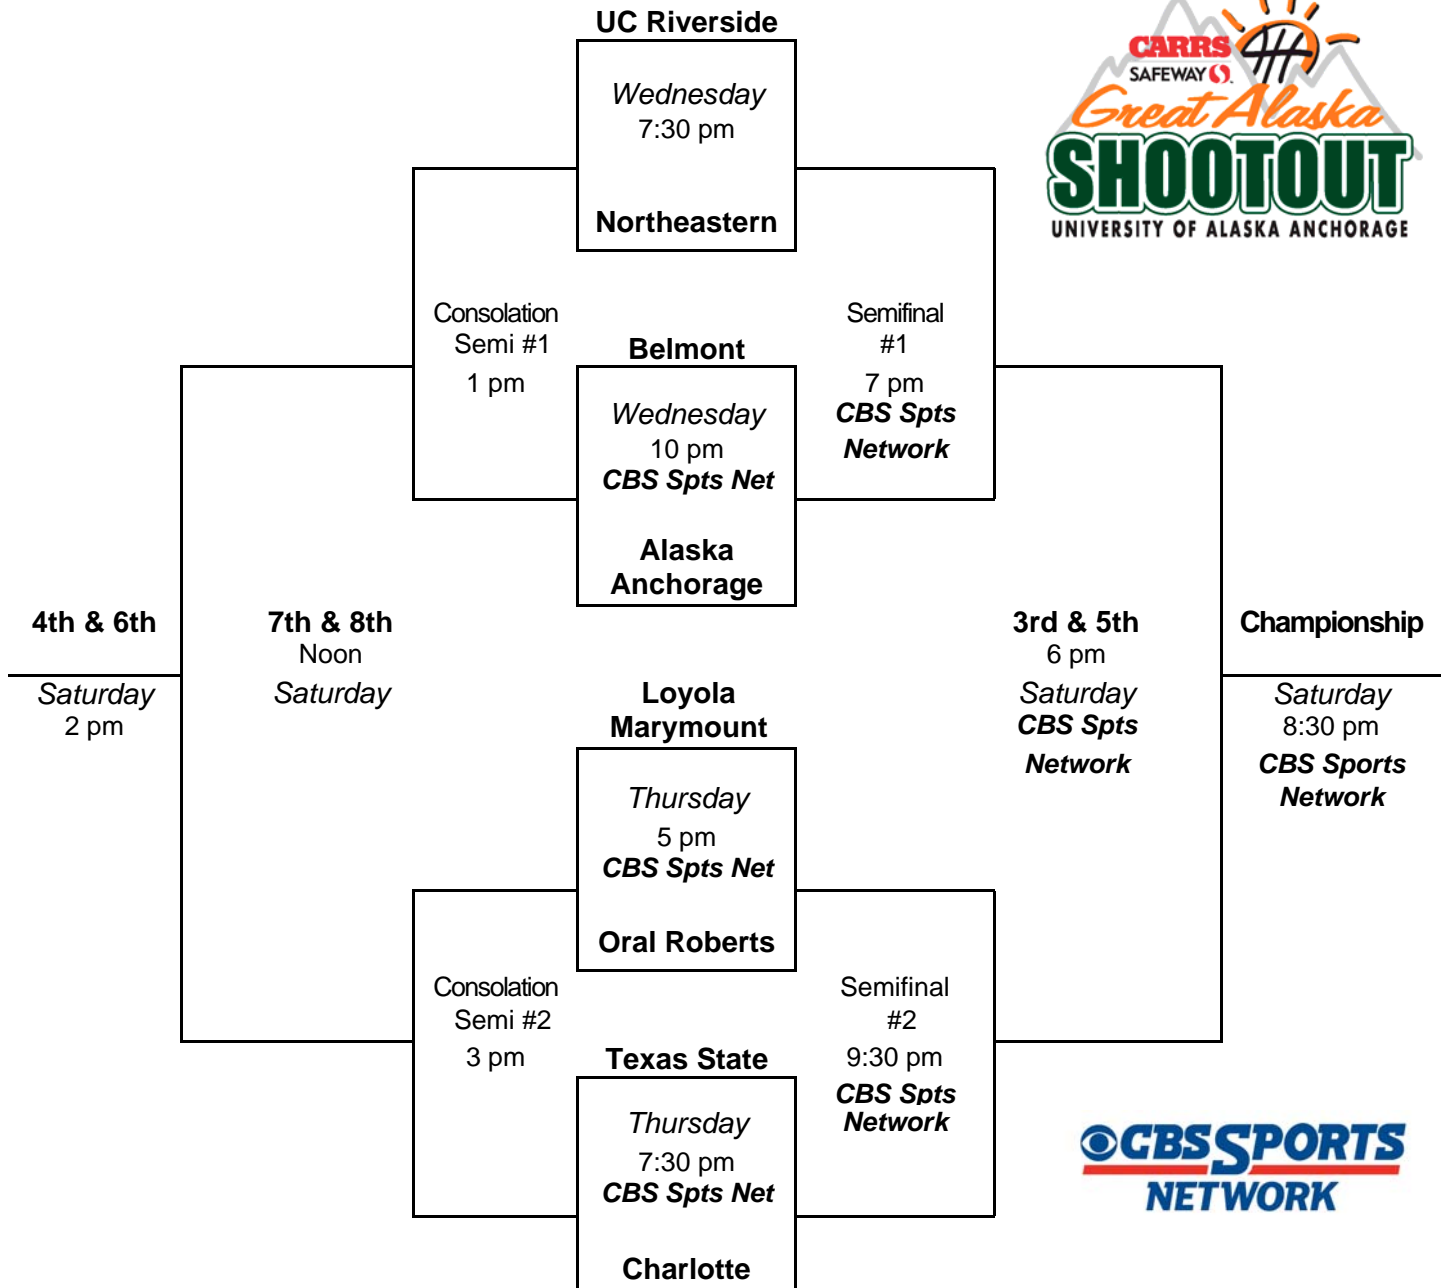 UC Riverside
Wednesday
7:30 pm
Northeastern
CARRS
SAFEWAY
Great Alaska
SHOOTOUT
UNIVERSITY OF ALASKA ANCHORAGE
Consolation
Semi #1
1 pm
Belmont
Wednesday
10 pm
CBS Spts Net
Alaska
Anchorage
Semifinal
#1
7 pm
CBS Spts
Network
4th & 6th
Saturday
2 pm
7th & 8th
Noon
Saturday
3rd & 5th
6 pm
Saturday
CBS Spts
Network
Championship
Saturday
8:30 pm
CBS Sports
Network
Loyola
Marymount
Thursday
5 pm
CBS Spts Net
Oral Roberts
Consolation
Semi #2
3 pm
Texas State
Thursday
7:30 pm
CBS Spts Net
Charlotte
Semifinal
#2
9:30 pm
CBS Spts
Network
CBS SPORTS
NETWORK